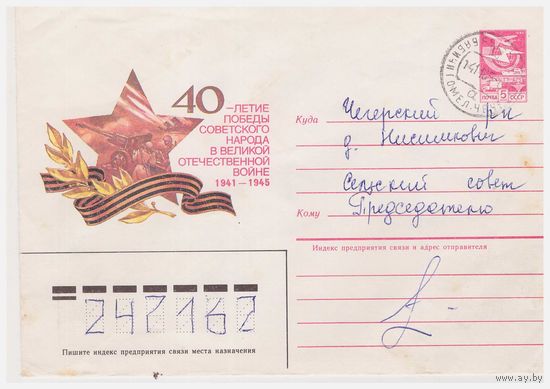 40
–ЛЕТИЕ
ПОБЕДЫ
СОВЕТСКОГО
НАРОДА
В ВЕЛИКОЙ
ОТЕЧЕСТВЕННОЙ
ВОЙНЕ
1941—1945
ПОЧТА 5 СССР
Куда Чечерский р-н
д. Нисимковичи
Сельский совет
Кому Председателю
Индекс предприятия связи и адрес отправителя
247162
Пишите индекс предприятия связи места назначения
www.ay.by